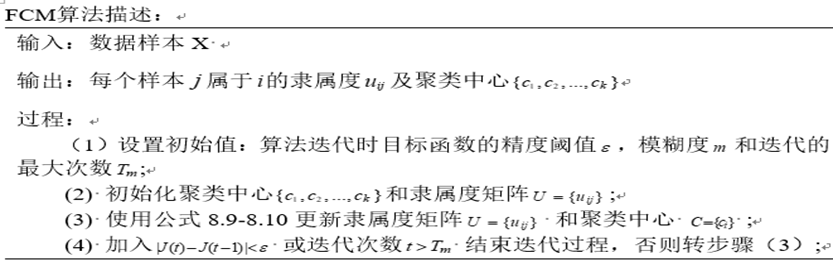 FCM算法描述：
输入：数据样本 X
输出：每个样本 j 属于 i 的隶属度 u_{ij} 及聚类中心 {c_1, c_2, ..., c_k}
过程：
（1）设置初始值：算法迭代时目标函数的精度阈值 ε，模糊度 m 和迭代的
最大次数 T_m;
(2) 初始化聚类中心 {c_1, c_2, ..., c_k} 和隶属度矩阵 U = {u_{ij}} ;
(3) 使用公式 8.9-8.10 更新隶属度矩阵 U = {u_{ij}} 和聚类中心 C={c_i} ;
(4) 加入 |J(t)-J(t-1)|<ε 或迭代次数 t > T_m 结束迭代过程，否则转步骤（3）;